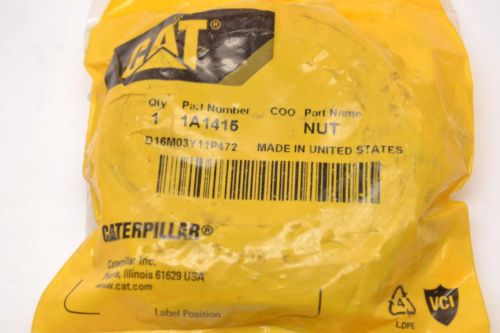 CAT®
Qty Part Number COO Part Name
1 1A1415 NUT
D16M03Y11P472 MADE IN UNITED STATES
CATERPILLAR®
Caterpillar Inc.
Peoria, Illinois 61629 USA
www.cat.com
Label Position
4
LDPE
VCI